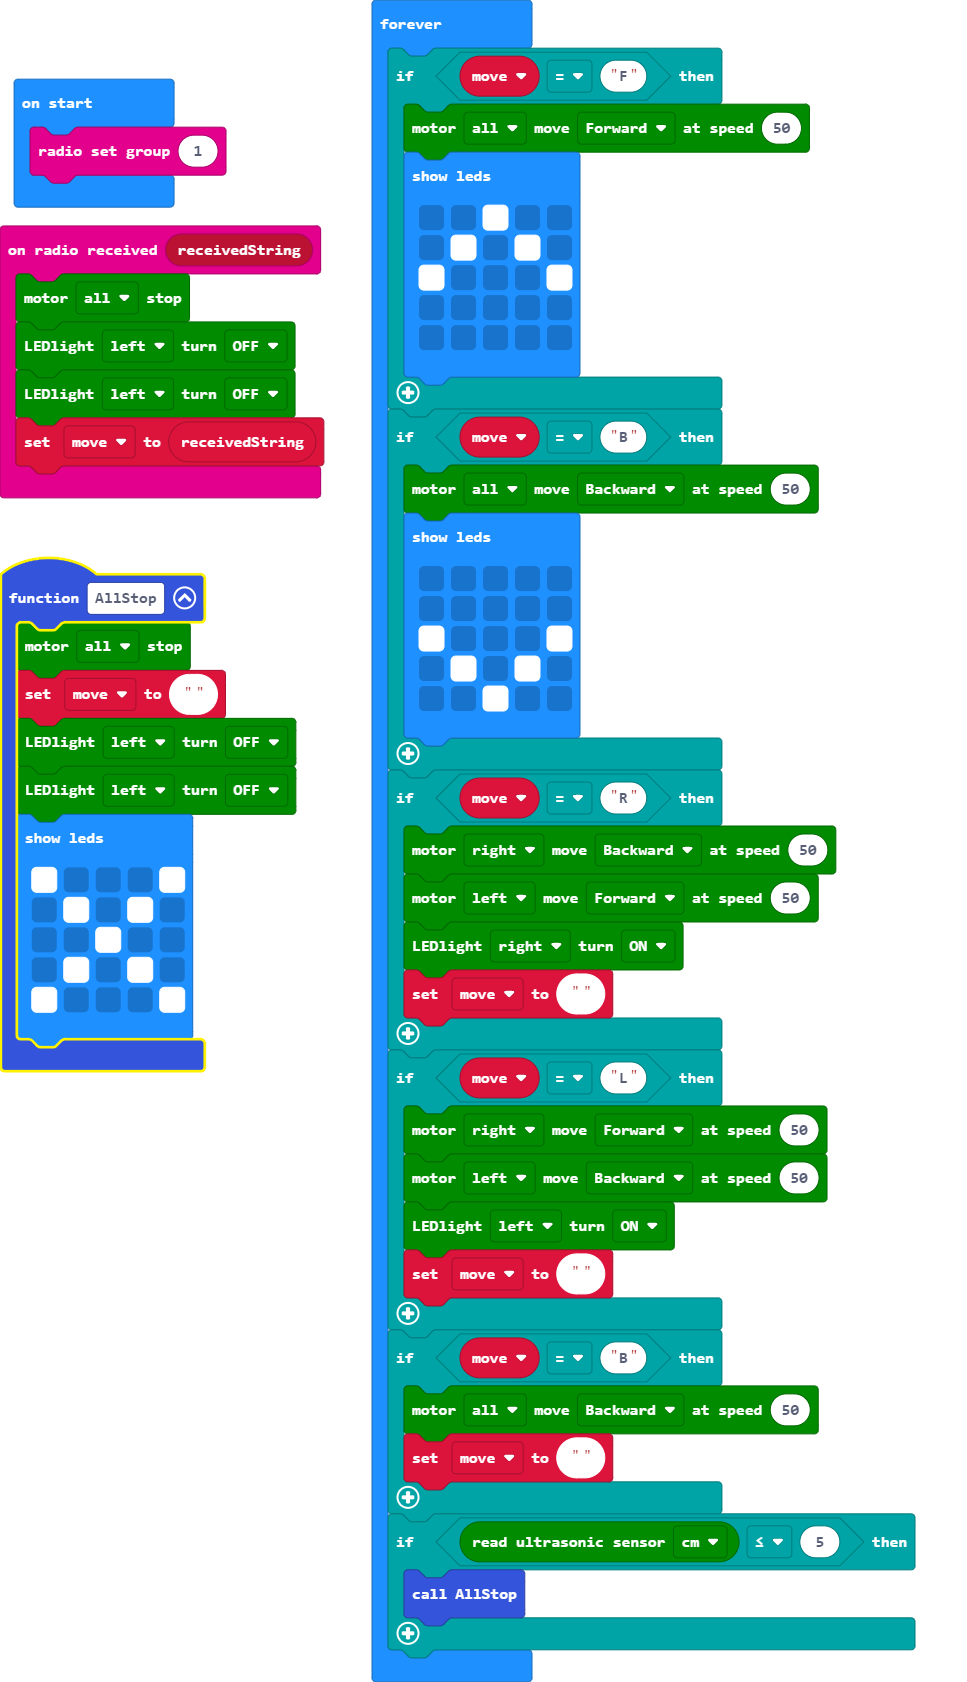 on start
radio set group 1
on radio received receivedString
motor all stop
LEDlight left turn OFF
LEDlight left turn OFF
set move to receivedString
function AllStop
motor all stop
set move to " "
LEDlight left turn OFF
LEDlight left turn OFF
show leds
forever
if move = "F" then
motor all move Forward at speed 50
show leds
if move = "B" then
motor all move Backward at speed 50
show leds
if move = "R" then
motor right move Backward at speed 50
motor left move Forward at speed 50
LEDlight right turn ON
set move to " "
if move = "L" then
motor right move Forward at speed 50
motor left move Backward at speed 50
LEDlight left turn ON
set move to " "
if move = "B" then
motor all move Backward at speed 50
set move to " "
if read ultrasonic sensor cm ≤ 5 then
call AllStop